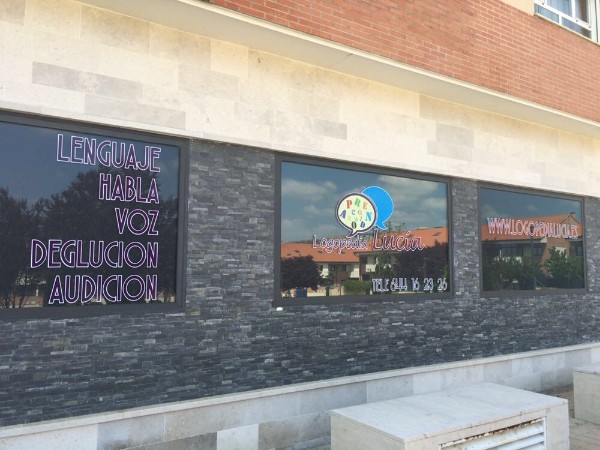 LENGUAJE
HABLA
VOZ
DEGLUCION
AUDICION
Logopedia Lucía
TELF. 644 16 23 26
WWW.LOGOPEDIALUCIA.ES